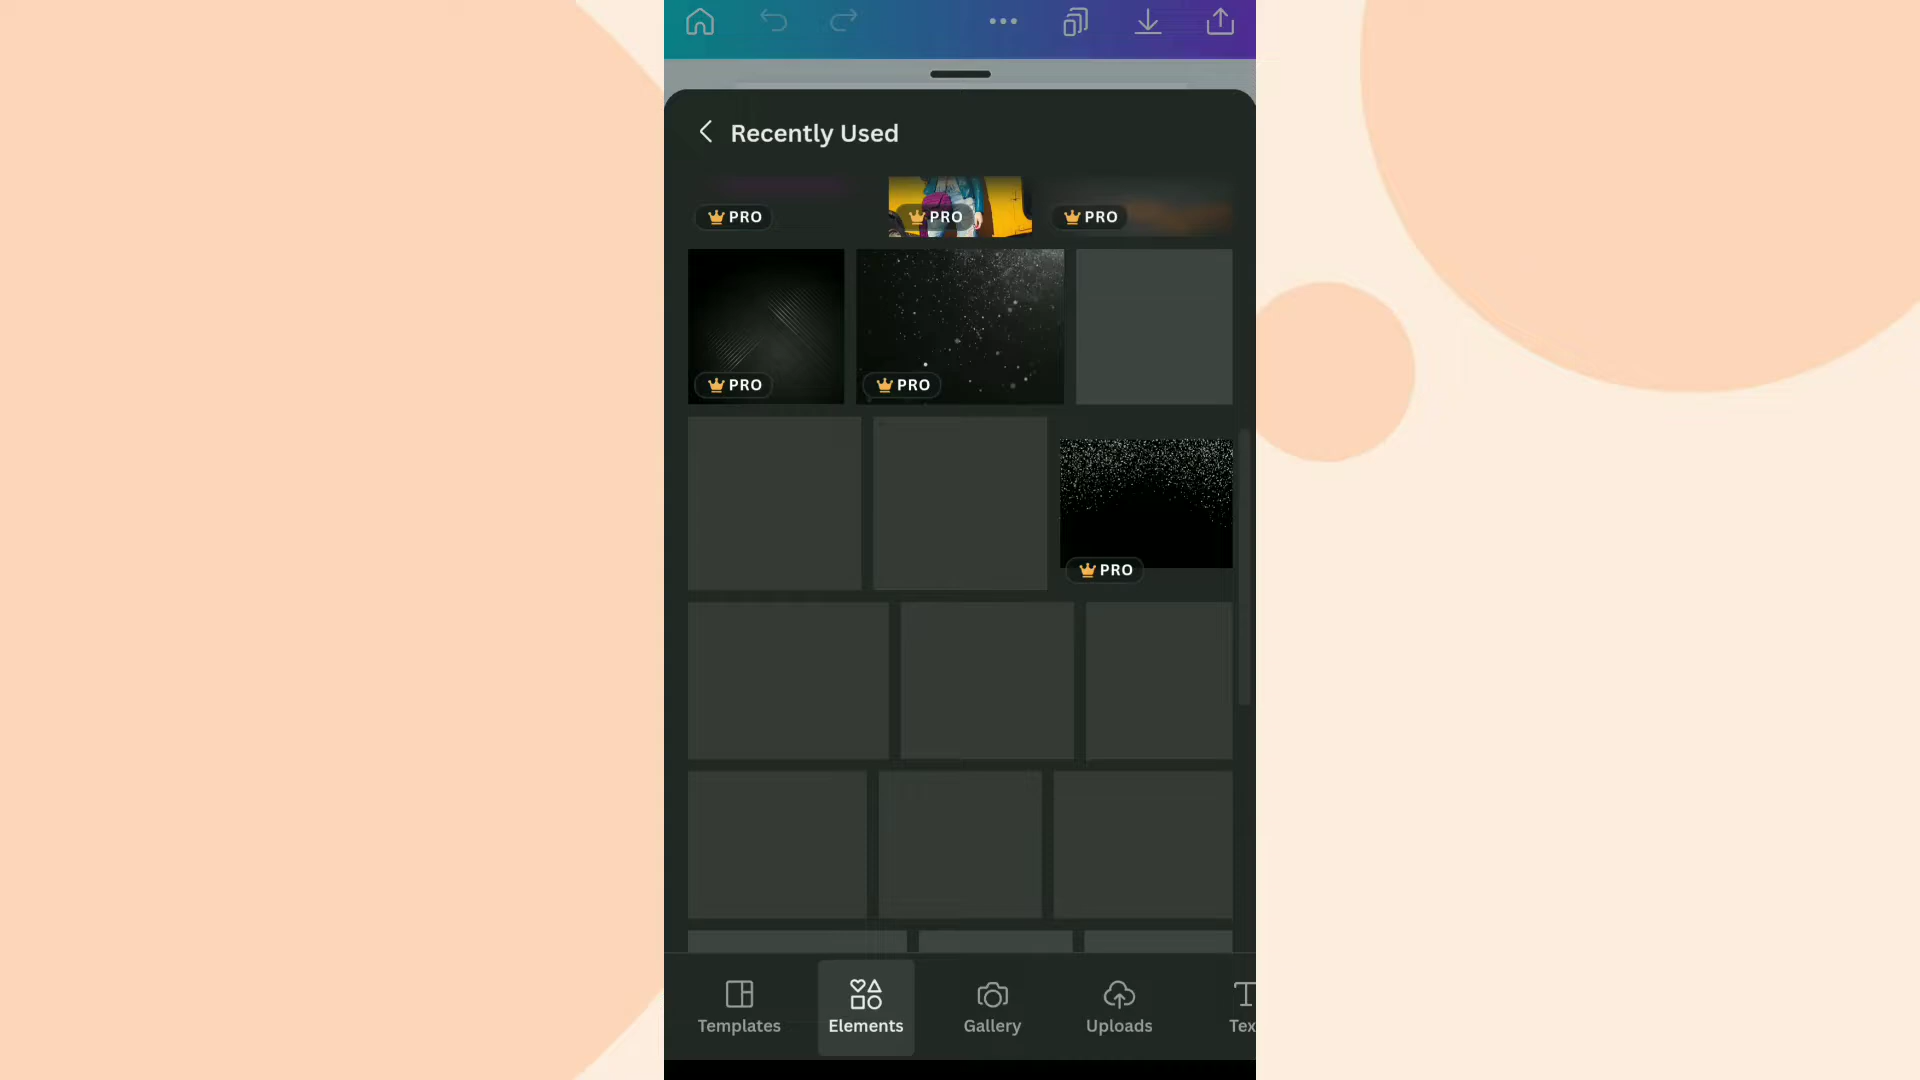 Recently Used
PRO PRO PRO
PRO PRO
PRO
Templates Elements Gallery Uploads Tex